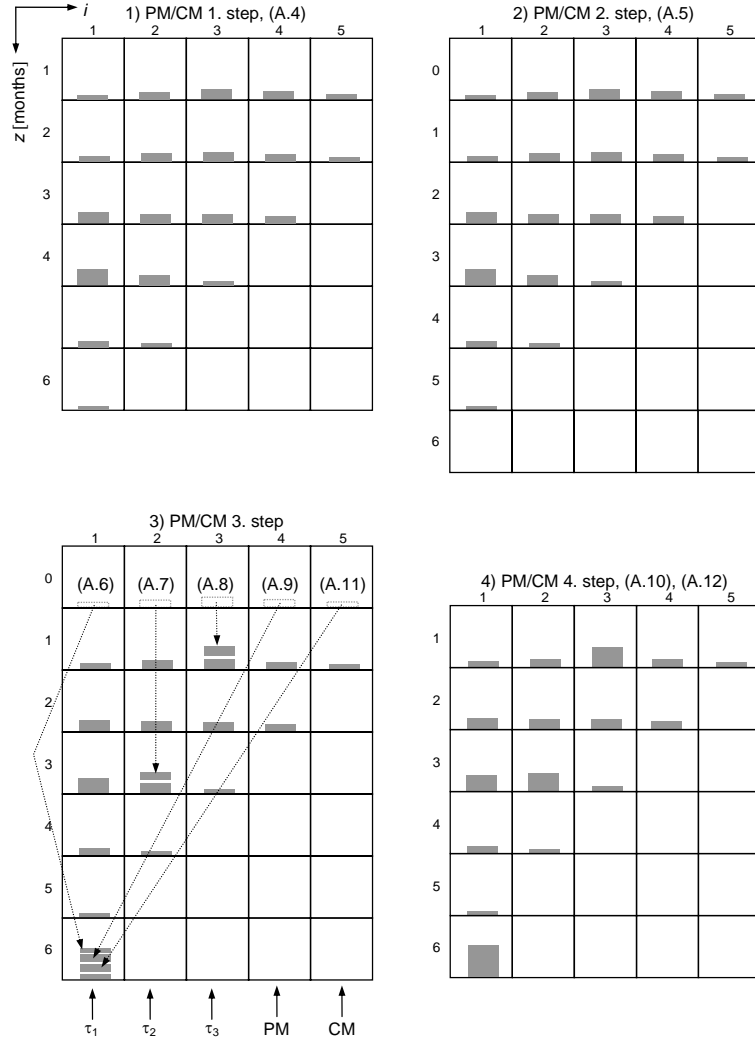 i
z [months]
1) PM/CM 1. step, (A.4)
1 2 3 4 5
1
2
3
4
6
2) PM/CM 2. step, (A.5)
1 2 3 4 5
0
1
2
3
4
5
6
3) PM/CM 3. step
1 2 3 4 5
0 (A.6) (A.7) (A.8) (A.9) (A.11)
1
2
3
4
5
6
τ1 τ2 τ3 PM CM
4) PM/CM 4. step, (A.10), (A.12)
1 2 3 4 5
1
2
3
4
5
6